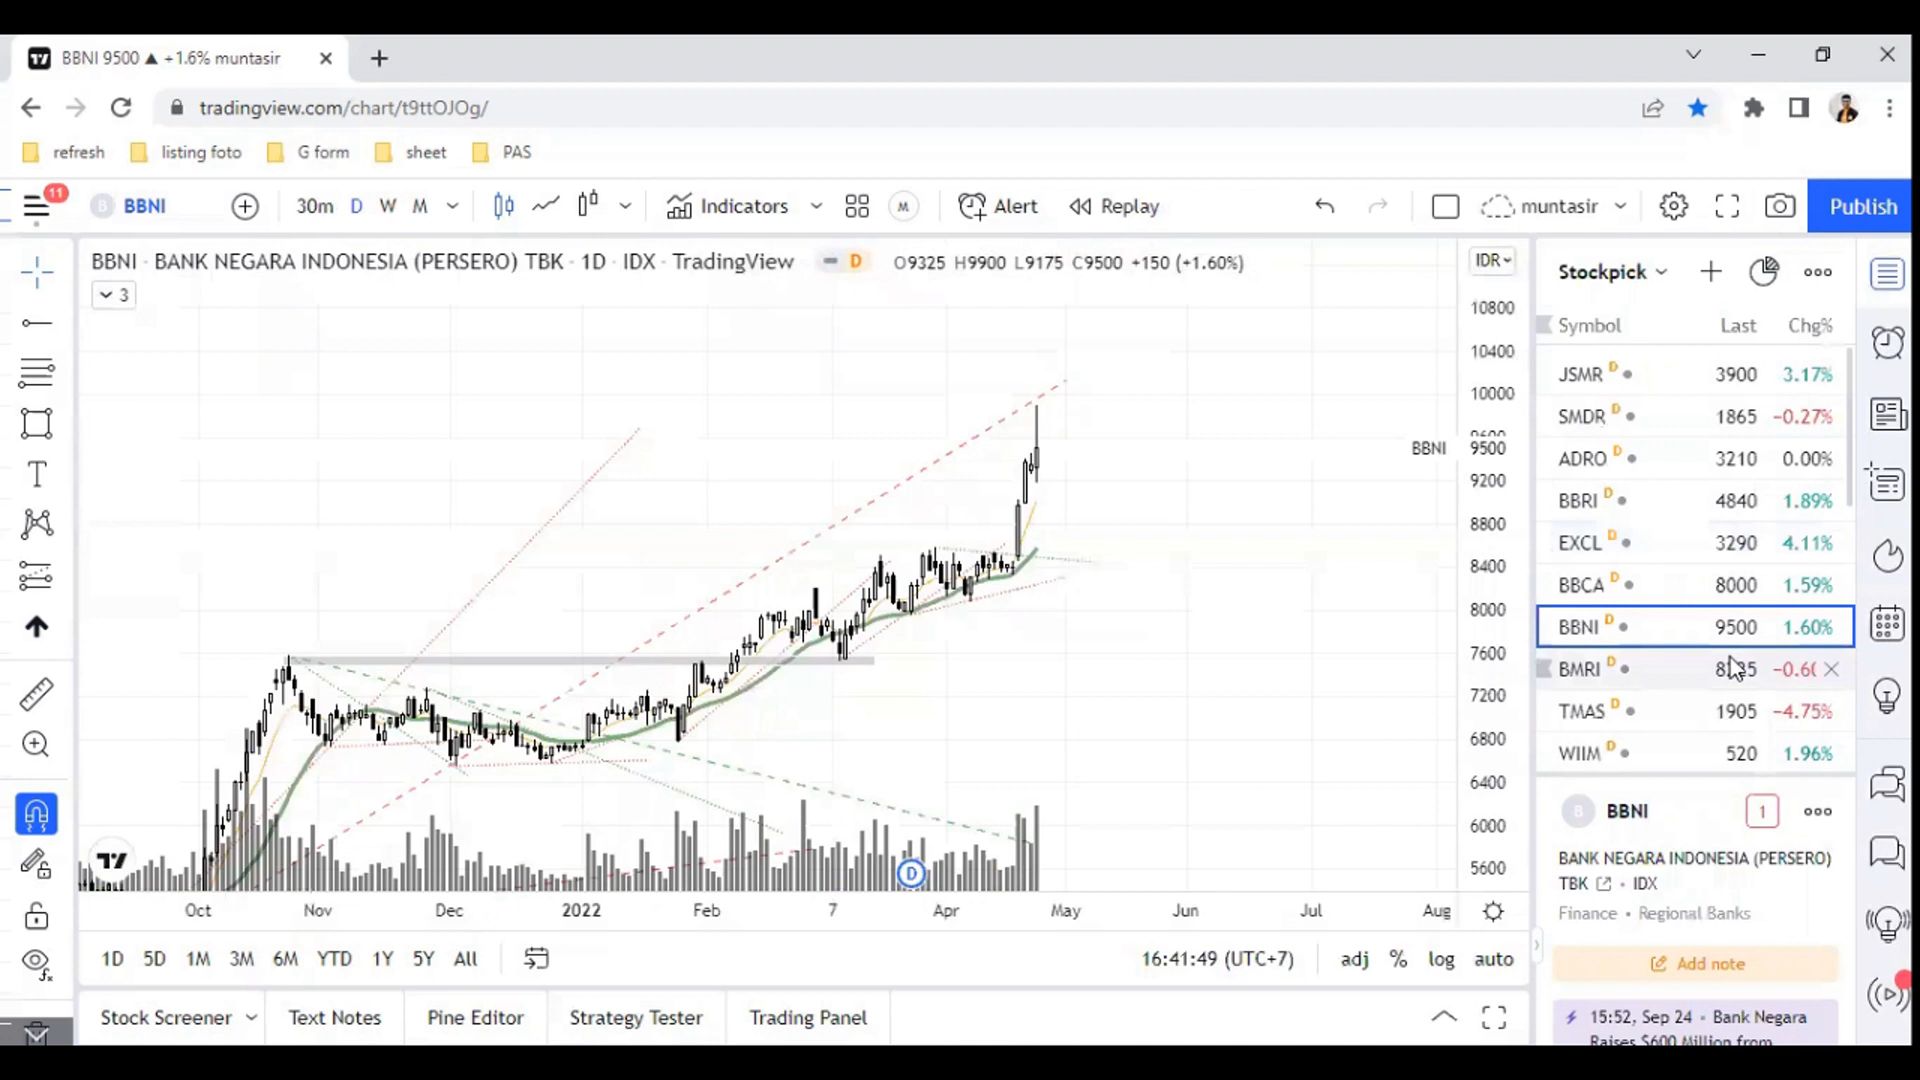 BBNI 9500 ▲ +1.6% muntasir
tradingview.com/chart/t9ttOJOg/
refresh listing foto G form sheet PAS
11
BBNI 30m D W M Indicators M Alert Replay muntasir Publish
BBNI · BANK NEGARA INDONESIA (PERSERO) TBK · 1D · IDX · TradingView D O9325 H9900 L9175 C9500 +150 (+1.60%)
3
IDR
10800
10400
10000
BBNI 9500
9200
8800
8400
8000
7600
7200
6800
6400
6000
5600
D
Oct Nov Dec 2022 Feb 7 Apr May Jun Jul Aug
1D 5D 1M 3M 6M YTD 1Y 5Y All 16:41:49 (UTC+7) adj % log auto
Stock Screener Text Notes Pine Editor Strategy Tester Trading Panel
Stockpick
Symbol Last Chg%
JSMR D 3900 3.17%
SMDR D 1865 −0.27%
ADRO D 3210 0.00%
BBRI D 4840 1.89%
EXCL D 3290 4.11%
BBCA D 8000 1.59%
BBNI D 9500 1.60%
BMRI D −0.60
TMAS D 1905 −4.75%
WIIM D 520 1.96%
B BBNI 1
BANK NEGARA INDONESIA (PERSERO)
TBK · IDX
Finance • Regional Banks
Add note
15:52, Sep 24 • Bank Negara
Raises $600 Million from